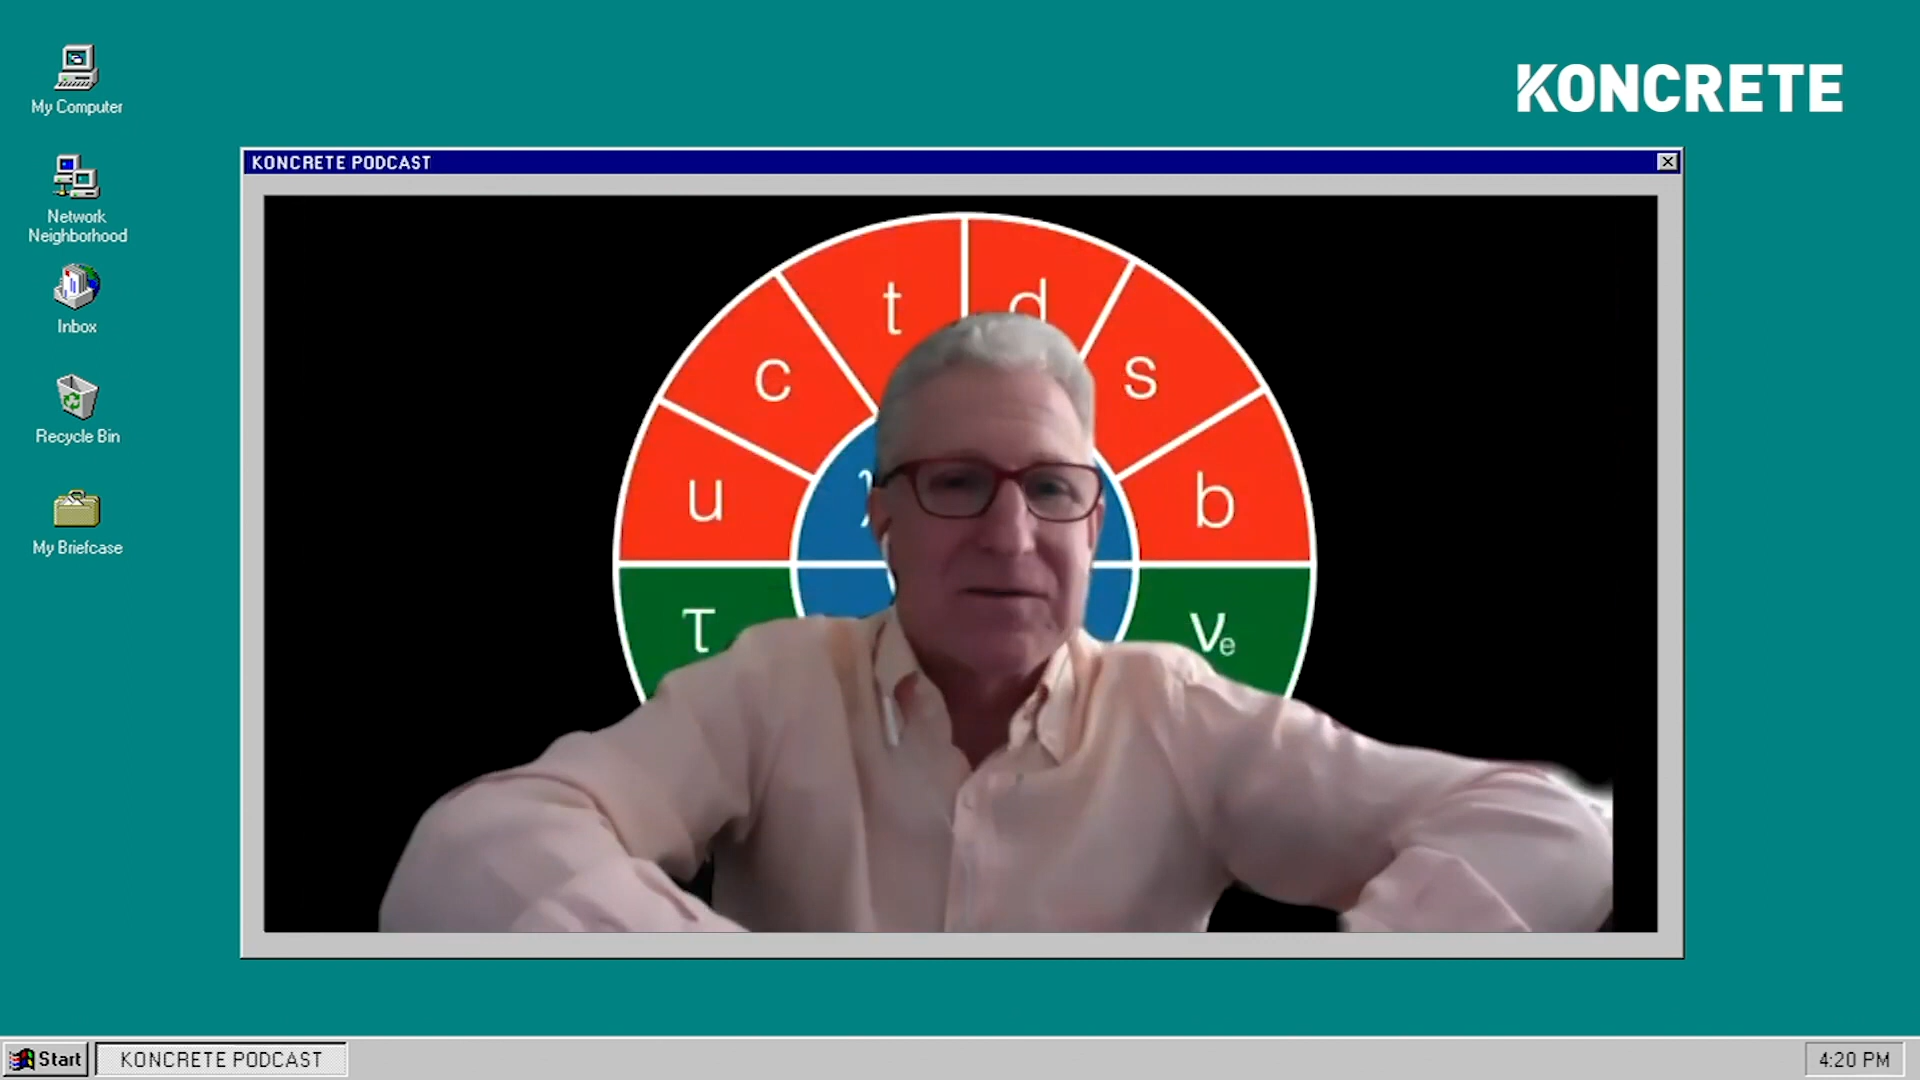 My Computer
KONCRETE
KONCRETE PODCAST
Network
Neighborhood
Inbox
Recycle Bin
My Briefcase
t
d
c
s
u
b
τ
νe
Start
KONCRETE PODCAST
4:20 PM